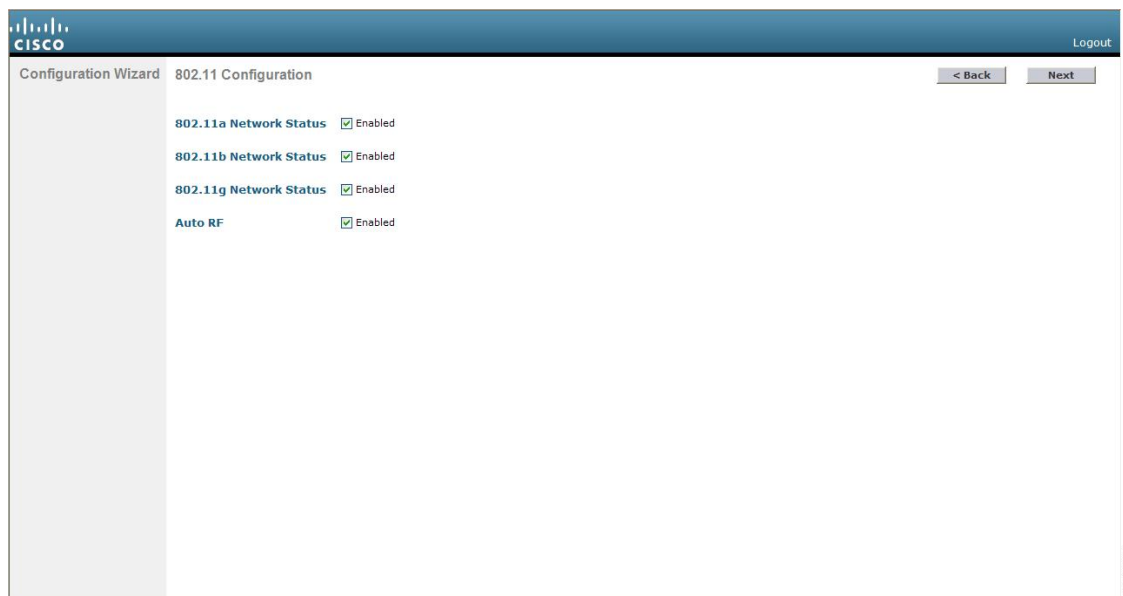 CISCO
Logout
Configuration Wizard
802.11 Configuration
< Back
Next
802.11a Network Status Enabled
802.11b Network Status Enabled
802.11g Network Status Enabled
Auto RF Enabled